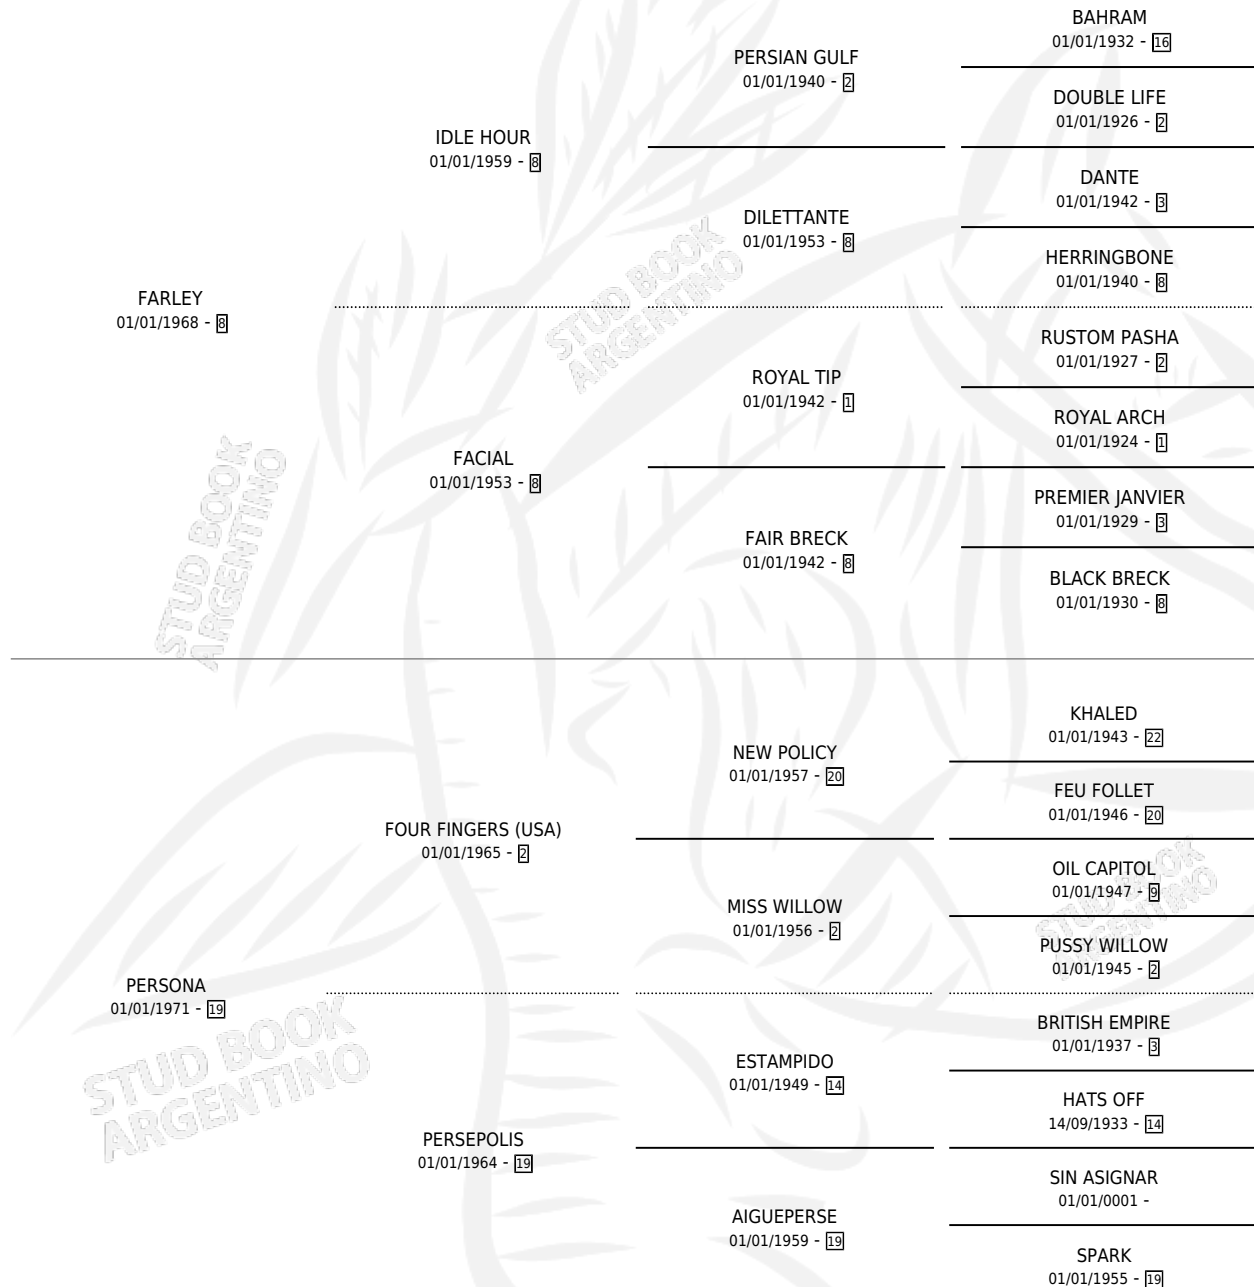 BAHRAM
01/01/1932 - 16
PERSIAN GULF
01/01/1940 - 2
DOUBLE LIFE
01/01/1926 - 2
IDLE HOUR
01/01/1959 - 8
DANTE
01/01/1942 - 3
DILETTANTE
01/01/1953 - 8
HERRINGBONE
01/01/1940 - 8
FARLEY
01/01/1968 - 8
RUSTOM PASHA
01/01/1927 - 2
ROYAL TIP
01/01/1942 - 1
ROYAL ARCH
01/01/1924 - 1
FACIAL
01/01/1953 - 8
PREMIER JANVIER
01/01/1929 - 3
FAIR BRECK
01/01/1942 - 8
BLACK BRECK
01/01/1930 - 8
KHALED
01/01/1943 - 22
NEW POLICY
01/01/1957 - 20
FEU FOLLET
01/01/1946 - 20
FOUR FINGERS (USA)
01/01/1965 - 2
OIL CAPITOL
01/01/1947 - 9
MISS WILLOW
01/01/1956 - 2
PUSSY WILLOW
01/01/1945 - 2
PERSONA
01/01/1971 - 19
BRITISH EMPIRE
01/01/1937 - 3
ESTAMPIDO
01/01/1949 - 14
HATS OFF
14/09/1933 - 14
PERSEPOLIS
01/01/1964 - 19
SIN ASIGNAR
01/01/0001 -
AIGUEPERSE
01/01/1959 - 19
SPARK
01/01/1955 - 19
STUD BOOK
ARGENTINO
STUD BOOK
ARGENTINO
STUD BOOK
ARGENTINO
STUD BOOK
ARGENTINO